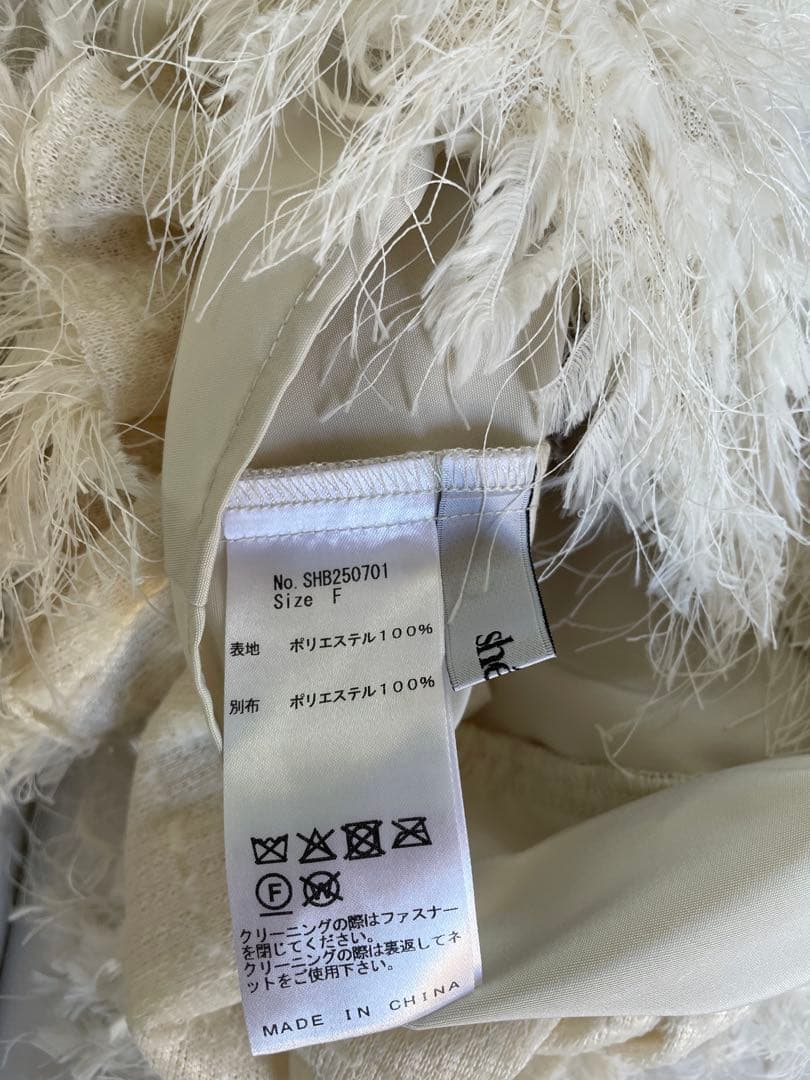 No. SHB250701
Size F
表地 ポリエステル100%
別布 ポリエステル100%
F W
クリーニングの際はファスナー
を閉じてください。
クリーニングの際は裏返してネ
ットをご使用下さい。
MADE IN CHINA